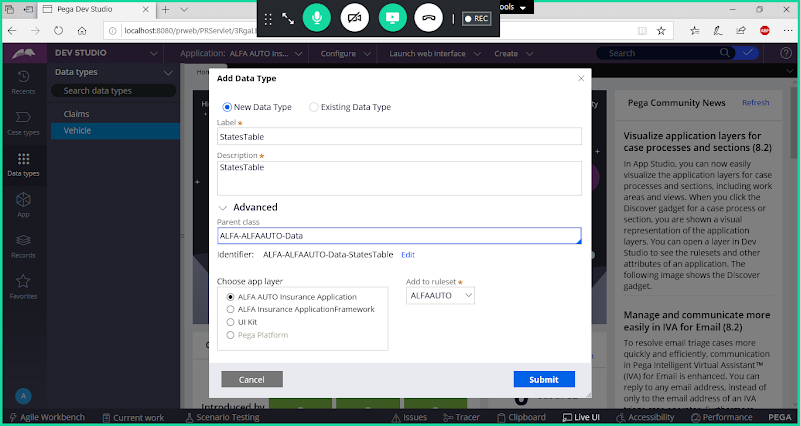 Pega Dev Studio
localhost:8080/prweb/PRServlet/3RgaL
REC
ools
DEV STUDIO
Application: ALFA AUTO Ins...
Configure
Launch web interface
Create
Search
Recents
Case types
Data types
App
Records
Favorites
A
Data types
Search data types
Claims
Vehicle
Add Data Type
New Data Type
Existing Data Type
Label
StatesTable
Description
StatesTable
Advanced
Parent class
ALFA-ALFAAUTO-Data
Identifier: ALFA-ALFAAUTO-Data-StatesTable Edit
Choose app layer
ALFA AUTO Insurance Application
ALFA Insurance ApplicationFramework
UI Kit
Pega Platform
Add to ruleset
ALFAAUTO
Cancel
Submit
Introduced by
Pega Community News
Refresh
Visualize application layers for
case processes and sections (8.2)
In App Studio, you can now easily
visualize the application layers for
case processes and sections, including work
areas and views. When you click the
Discover gadget for a case process or
section, you are shown a visual
representation of the application
layers. You can open a layer in Dev
Studio to see the rulesets and other
attributes of an application. The
following image shows the Discover
gadget.
Manage and communicate more
easily in IVA for Email (8.2)
To resolve email triage cases more
quickly and efficiently, communication
in Pega Intelligent Virtual Assistant™
(IVA) for Email is enhanced. You can
reply to any email address, instead of
only to the email address of an IVA
Agile Workbench
Current work
Scenario Testing
Issues
Tracer
Clipboard
Live UI
Accessibility
Performance
PEGA